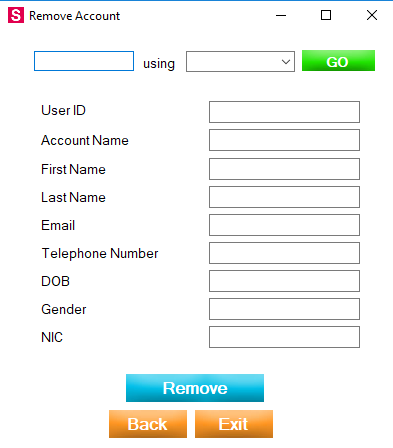 S Remove Account
using GO
User ID
Account Name
First Name
Last Name
Email
Telephone Number
DOB
Gender
NIC
Remove
Back Exit